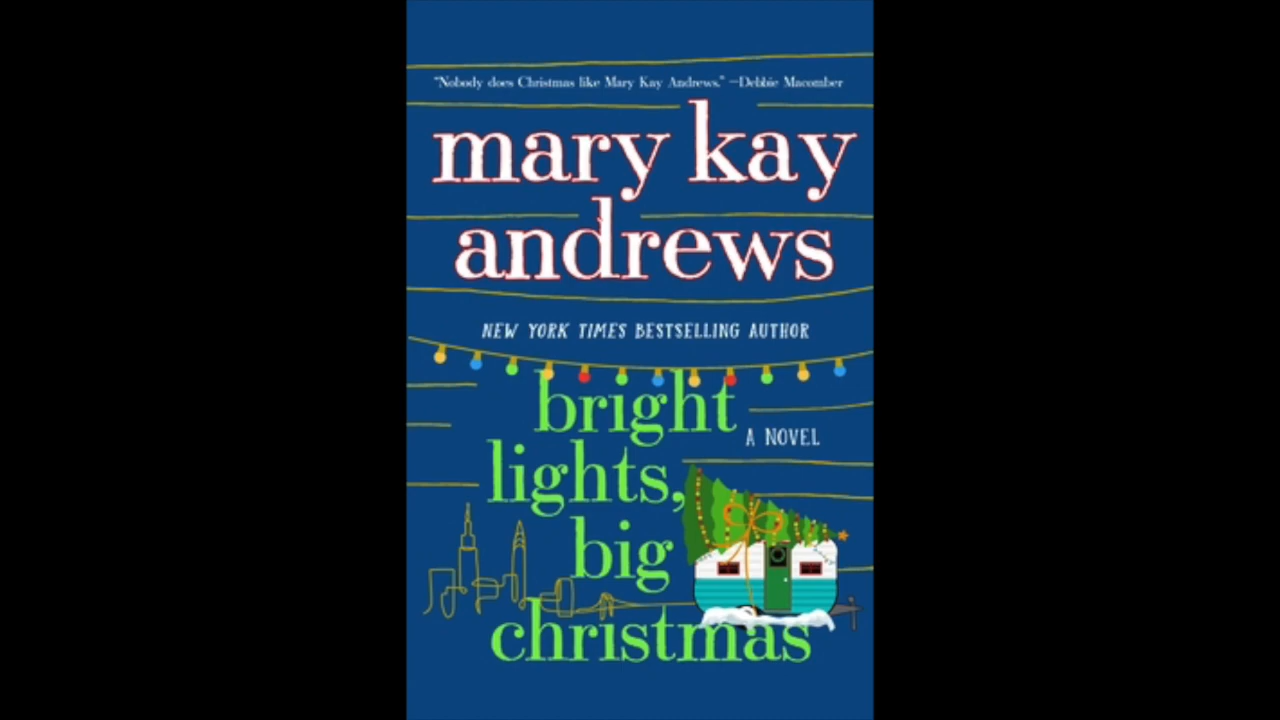 "Nobody does Christmas like Mary Kay Andrews." —Debbie Macomber
mary kay
andrews
NEW YORK TIMES BESTSELLING AUTHOR
bright
A NOVEL
lights,
big
christmas